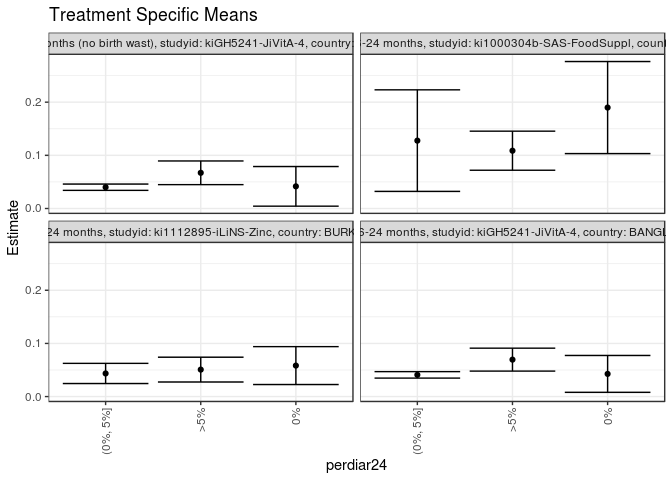 Treatment Specific Means
onths (no birth wast), studyid: kiGH5241-JiVitA-4, country:
-24 months, studyid: ki1000304b-SAS-FoodSuppl, coun
0.2
0.1
0.0
24 months, studyid: ki1112895-iLiNS-Zinc, country: BURK
6-24 months, studyid: kiGH5241-JiVitA-4, country: BANGL
0.2
0.1
0.0
Estimate
(0%, 5%]
>5%
0%
(0%, 5%]
>5%
0%
perdiar24